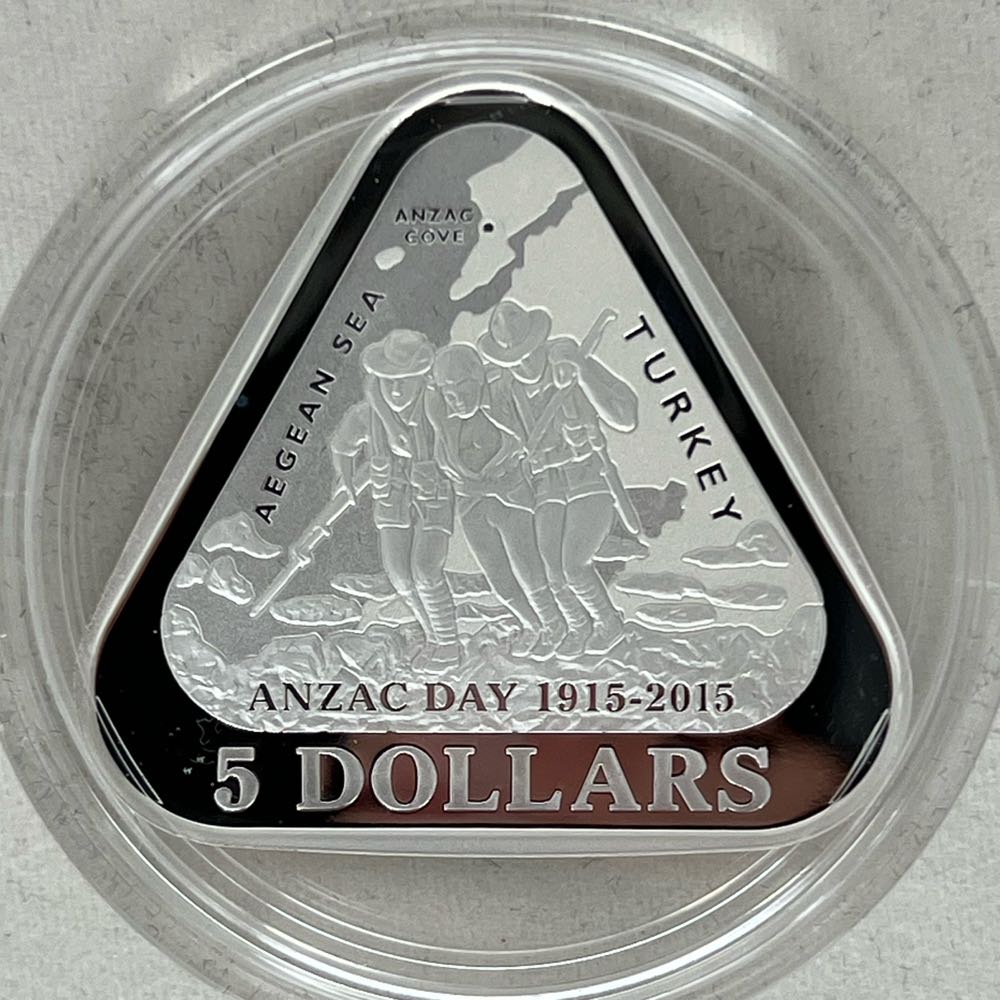 ANZAC
COVE
AEGEAN SEA
TURKEY
ANZAC DAY 1915-2015
5 DOLLARS